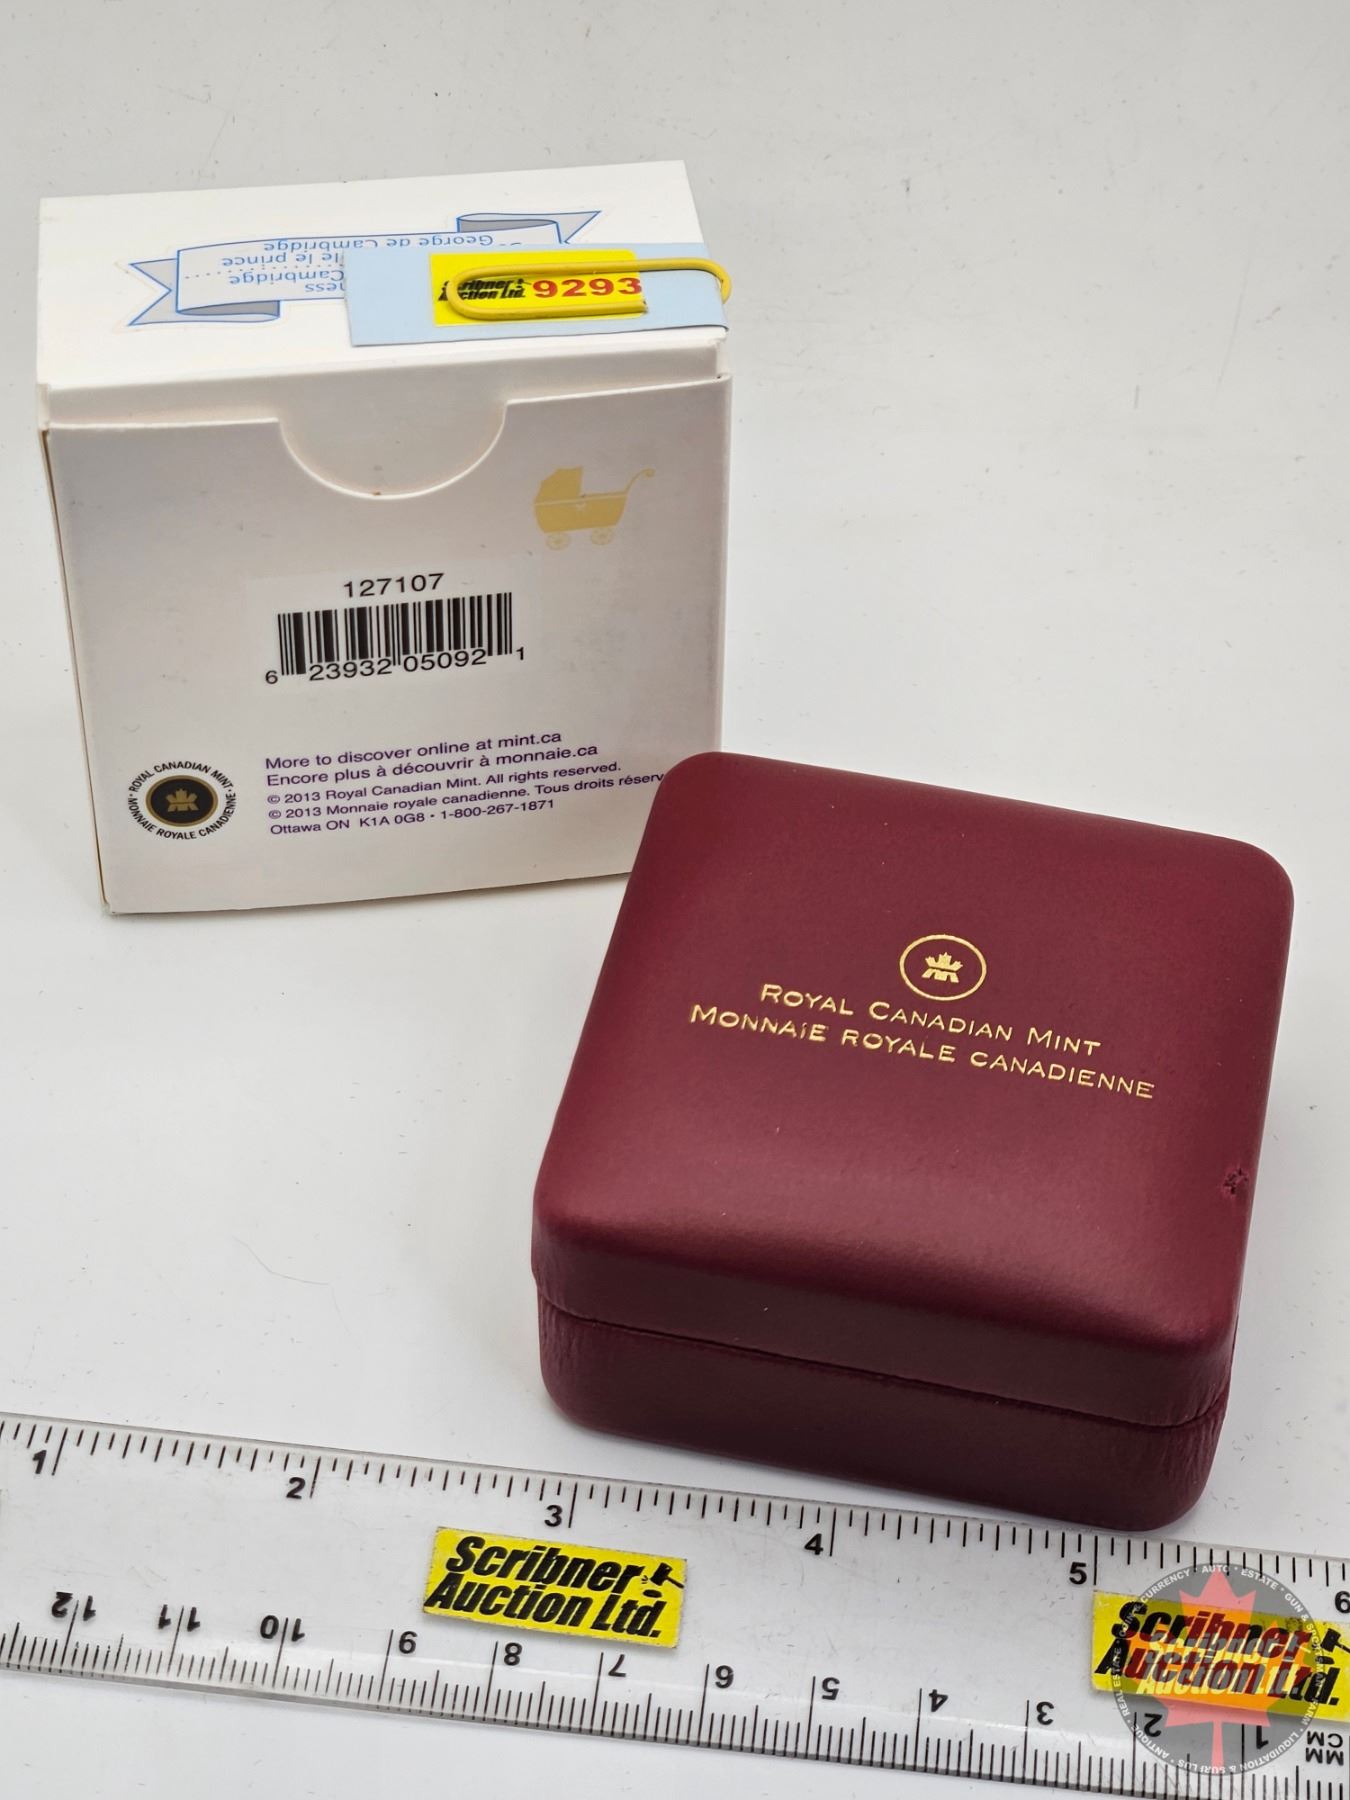 George de Cambridge
le prince
Cambridge
Scribner
Auction Ltd. 9293
127107
6 23932 05092 1
More to discover online at mint.ca
Encore plus à découvrir à monnaie.ca
© 2013 Royal Canadian Mint. All rights reserved.
© 2013 Monnaie royale canadienne. Tous droits réserv
Ottawa ON K1A 0G8 • 1-800-267-1871
ROYAL CANADIAN MINT
MONNAIE ROYALE CANADIENNE
ROYAL CANADIAN MINT
MONNAIE ROYALE CANADIENNE
1 2 3 4 5 6
Scribner
Auction Ltd.
Scribner
Auction Ltd.
12 11 10 9 8 7 6 5 4 3 2 1
MM
CM